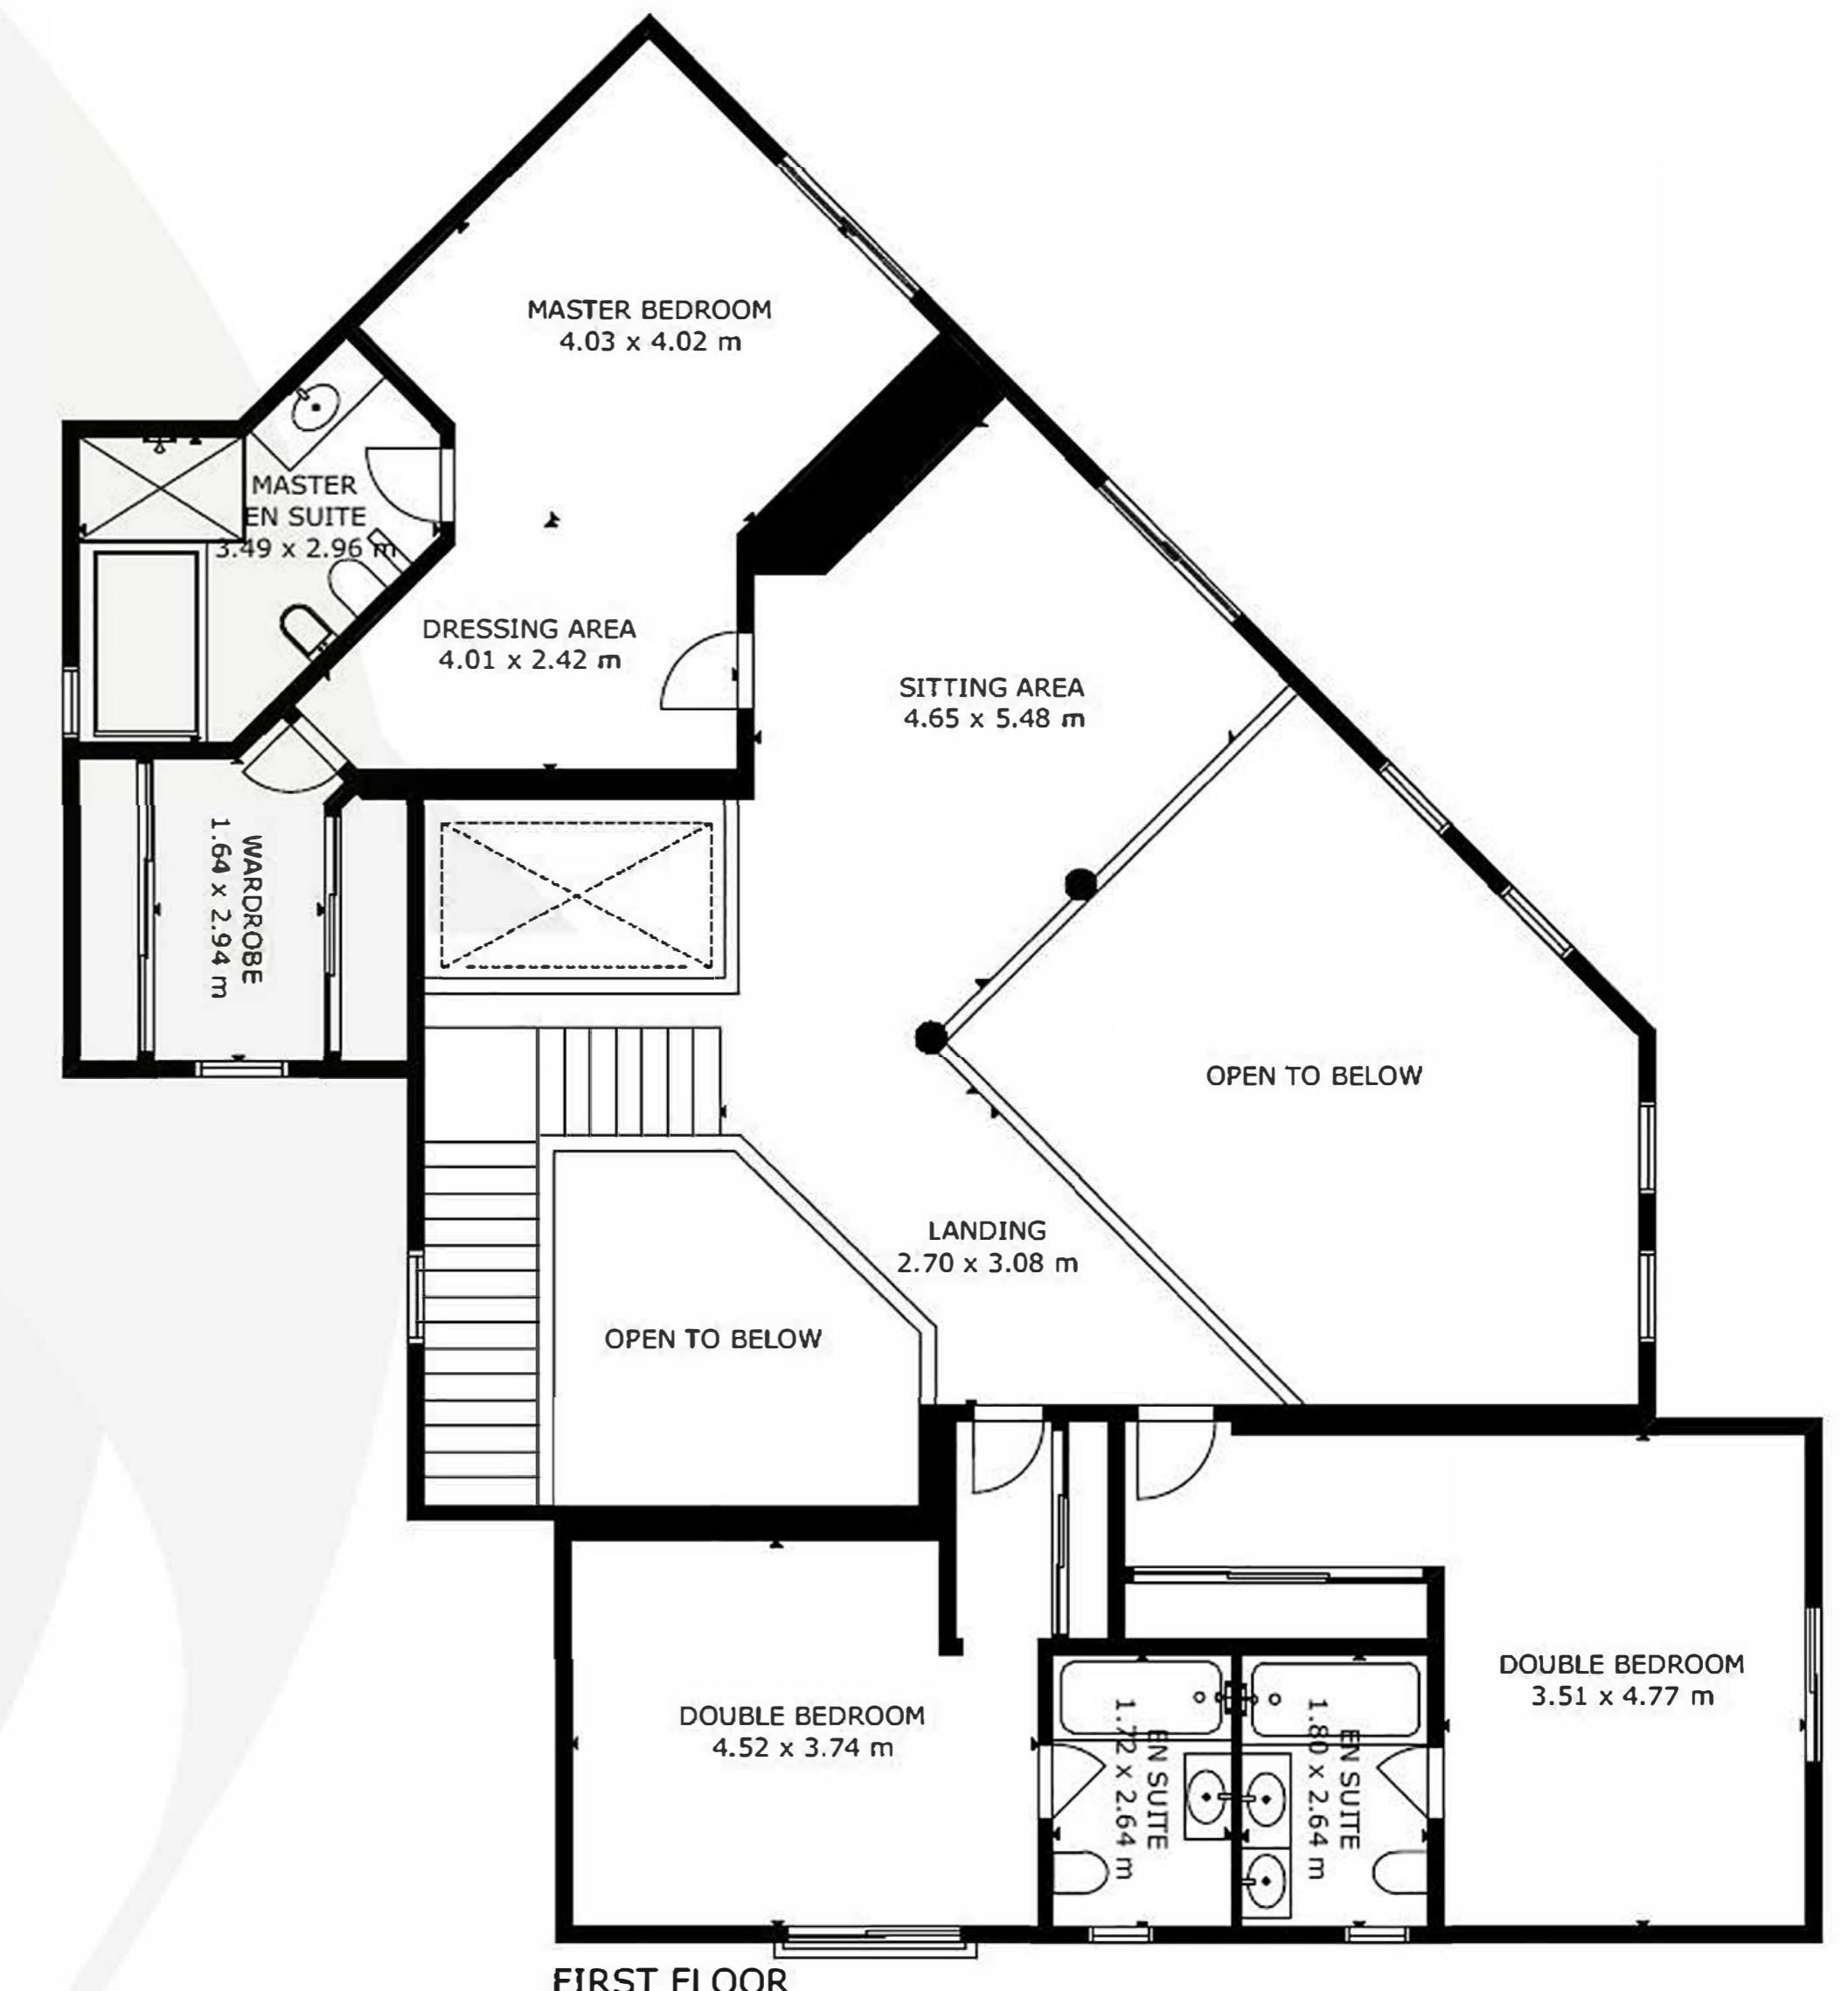 MASTER BEDROOM
4.03 x 4.02 m
MASTER
EN SUITE
3.49 x 2.96 m
DRESSING AREA
4.01 x 2.42 m
SITTING AREA
4.65 x 5.48 m
WARDROBE
1.64 x 2.94 m
OPEN TO BELOW
LANDING
2.70 x 3.08 m
OPEN TO BELOW
DOUBLE BEDROOM
4.52 x 3.74 m
EN SUITE
1.72 x 2.64 m
EN SUITE
1.80 x 2.64 m
DOUBLE BEDROOM
3.51 x 4.77 m
FIRST FLOOR